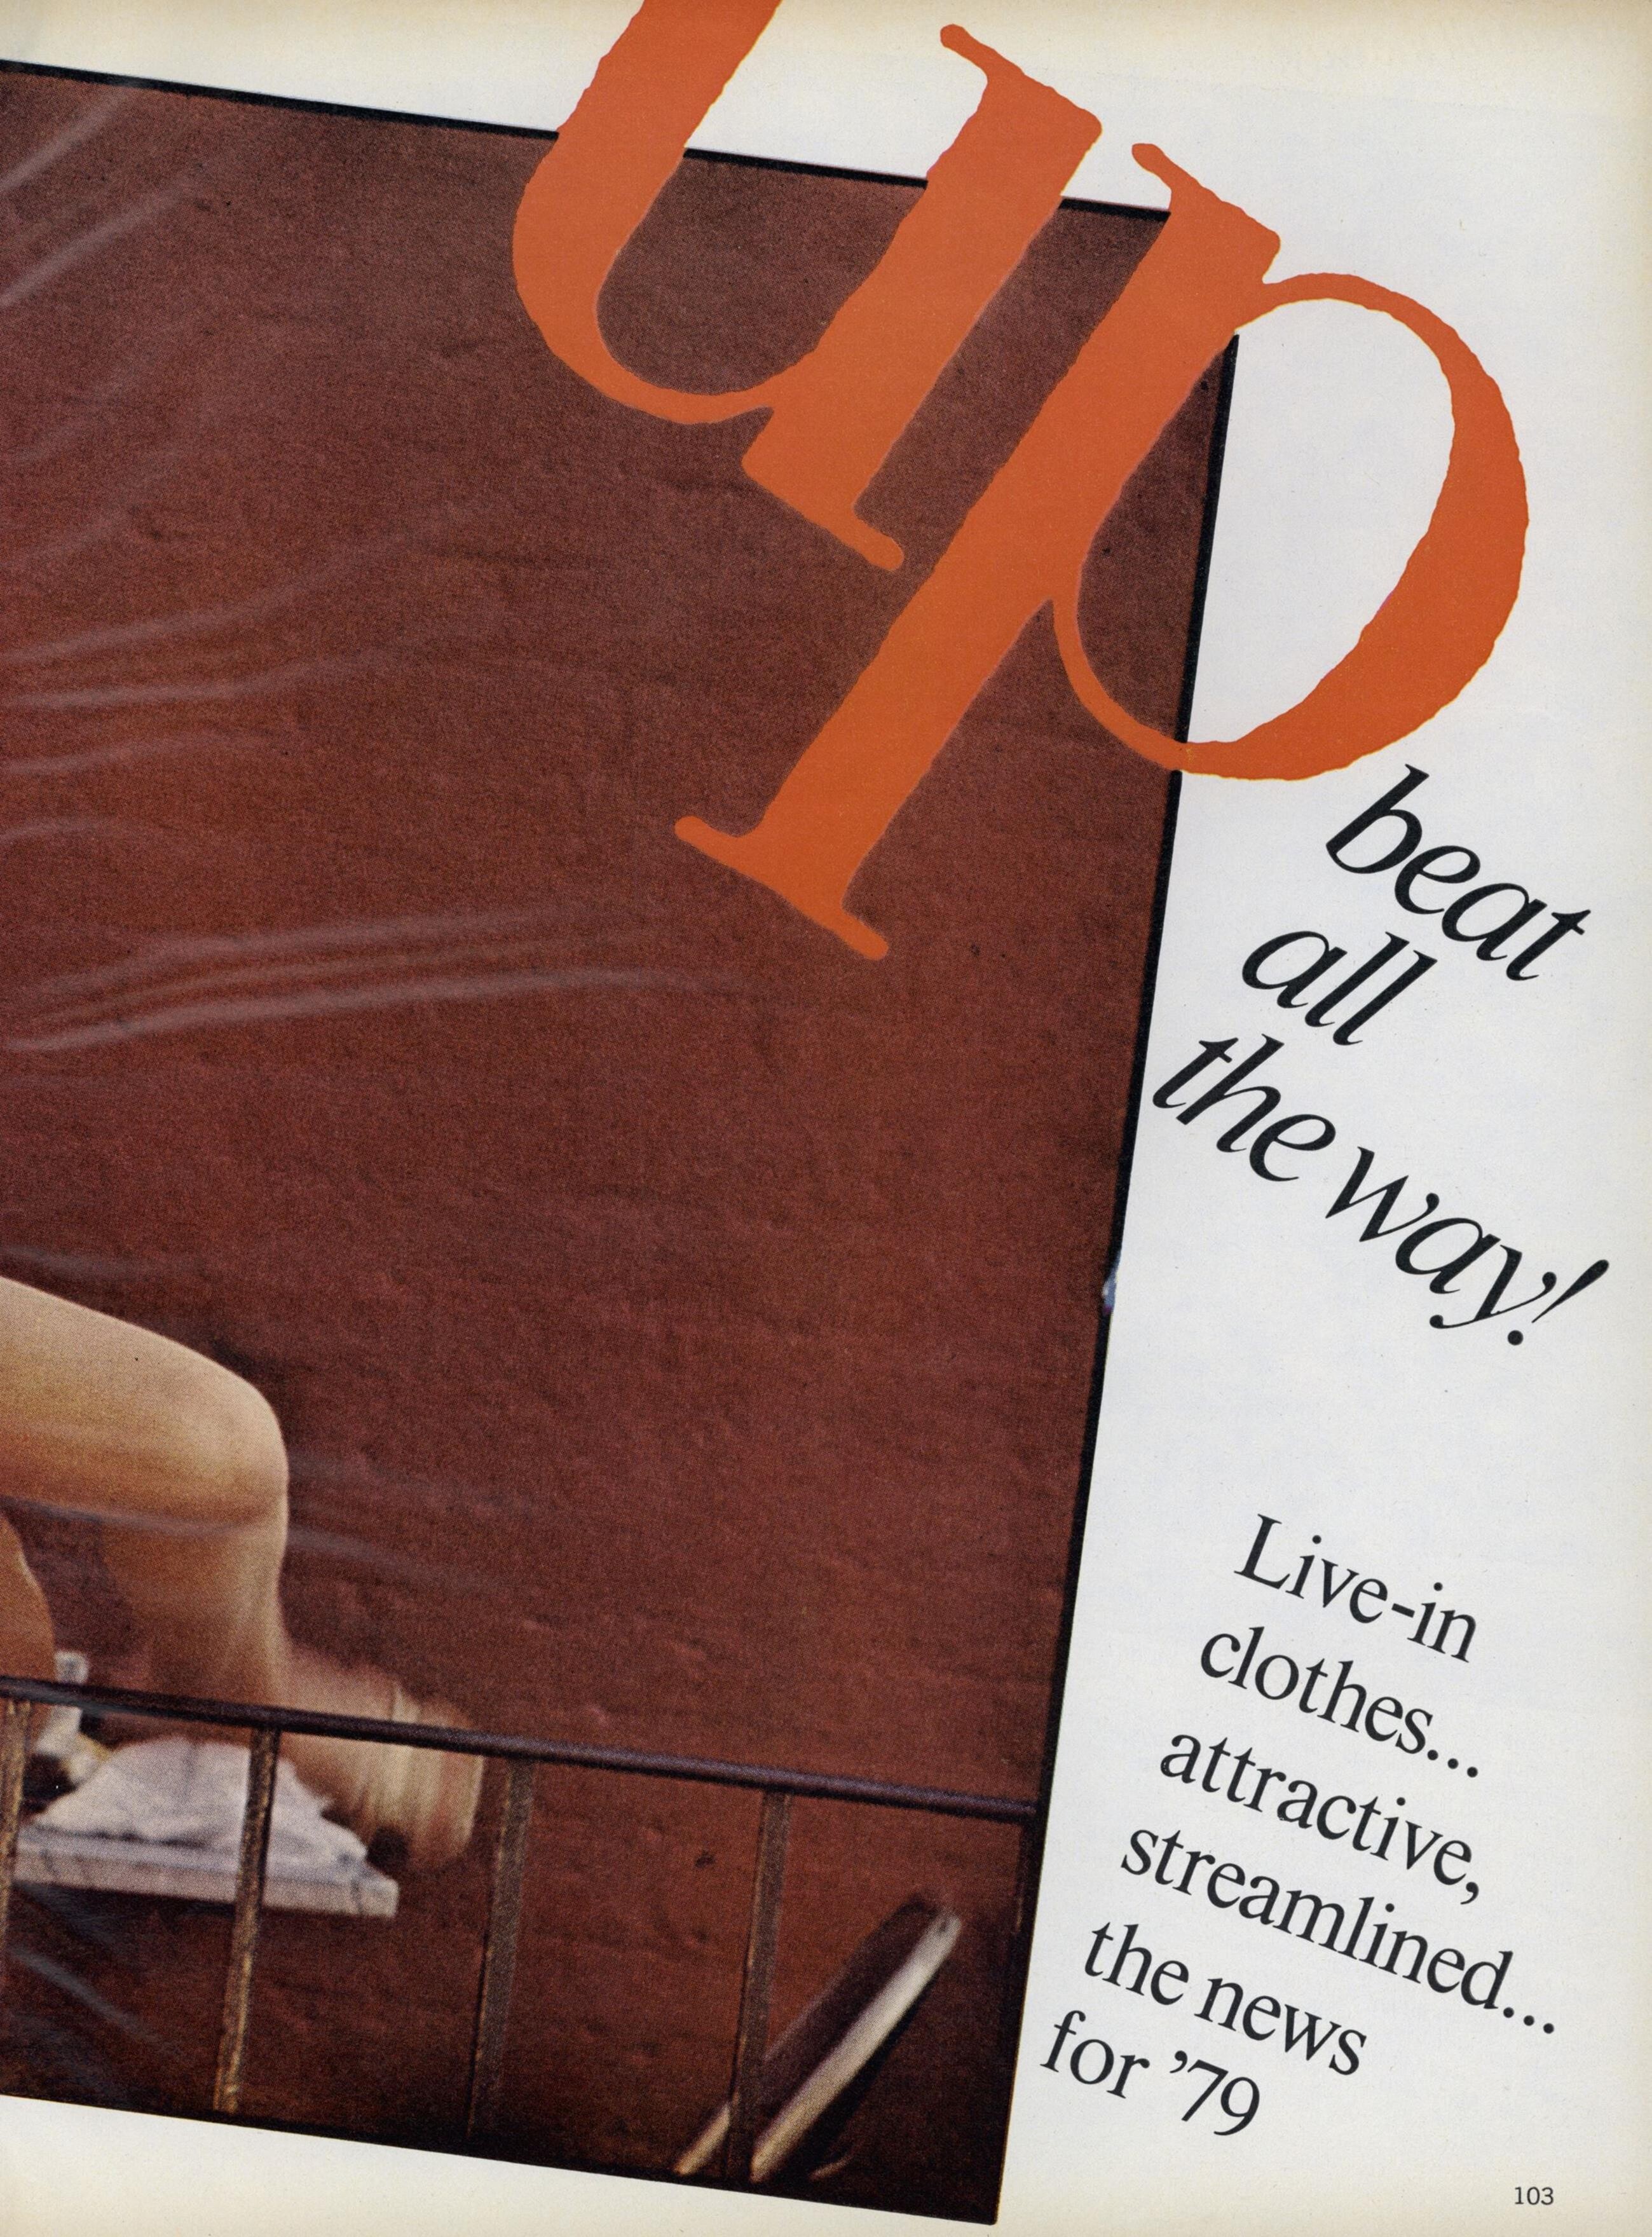 up
beat
all
the way!
Live-in
clothes...
attractive,
streamlined...
the news
for ’79
103